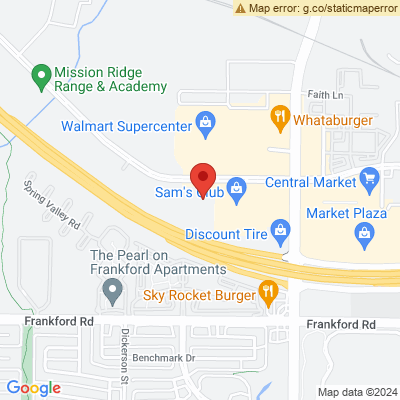 Map error: g.co/staticmaperror
Mission Ridge
Range & Academy
Faith Ln
Walmart Supercenter
Whataburger
Sam's Club
Central Market
Spring Valley Rd
Discount Tire
Market Plaza
The Pearl on
Frankford Apartments
Sky Rocket Burger
Frankford Rd
Frankford Rd
Dickerson St
Benchmark Dr
Google
Map data ©2024